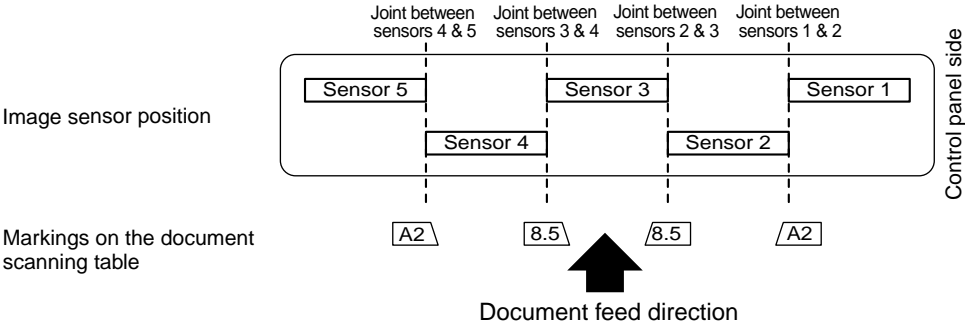 Joint between
sensors 4 & 5
Joint between
sensors 3 & 4
Joint between
sensors 2 & 3
Joint between
sensors 1 & 2
Control panel side
Sensor 5
Sensor 3
Sensor 1
Image sensor position
Sensor 4
Sensor 2
Markings on the document
scanning table
A2
8.5
8.5
A2
Document feed direction